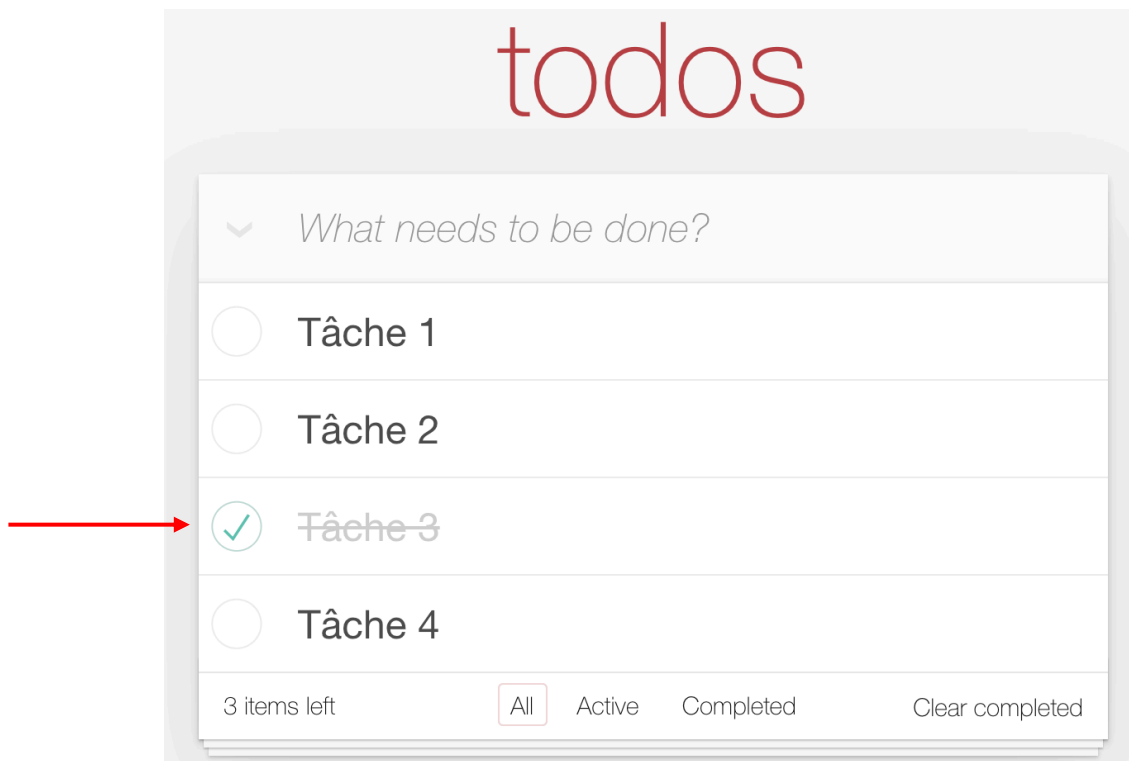 todos
What needs to be done?
Tâche 1
Tâche 2
Tâche 3
Tâche 4
3 items left All Active Completed Clear completed